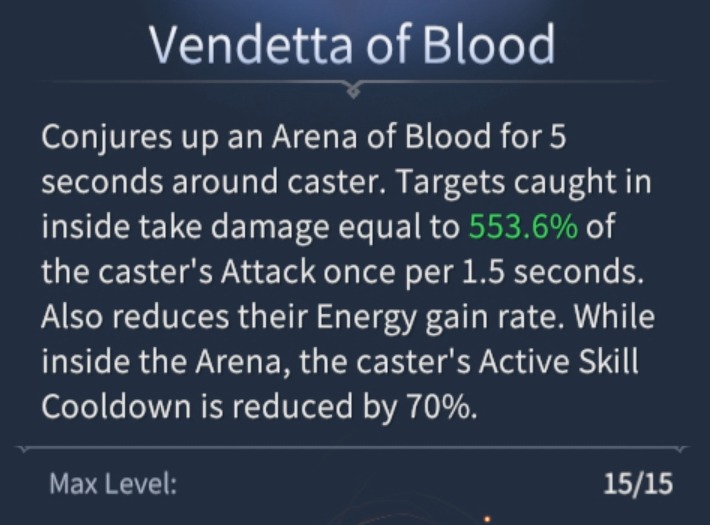 Vendetta of Blood
Conjures up an Arena of Blood for 5
seconds around caster. Targets caught in
inside take damage equal to 553.6% of
the caster's Attack once per 1.5 seconds.
Also reduces their Energy gain rate. While
inside the Arena, the caster's Active Skill
Cooldown is reduced by 70%.
Max Level: 15/15